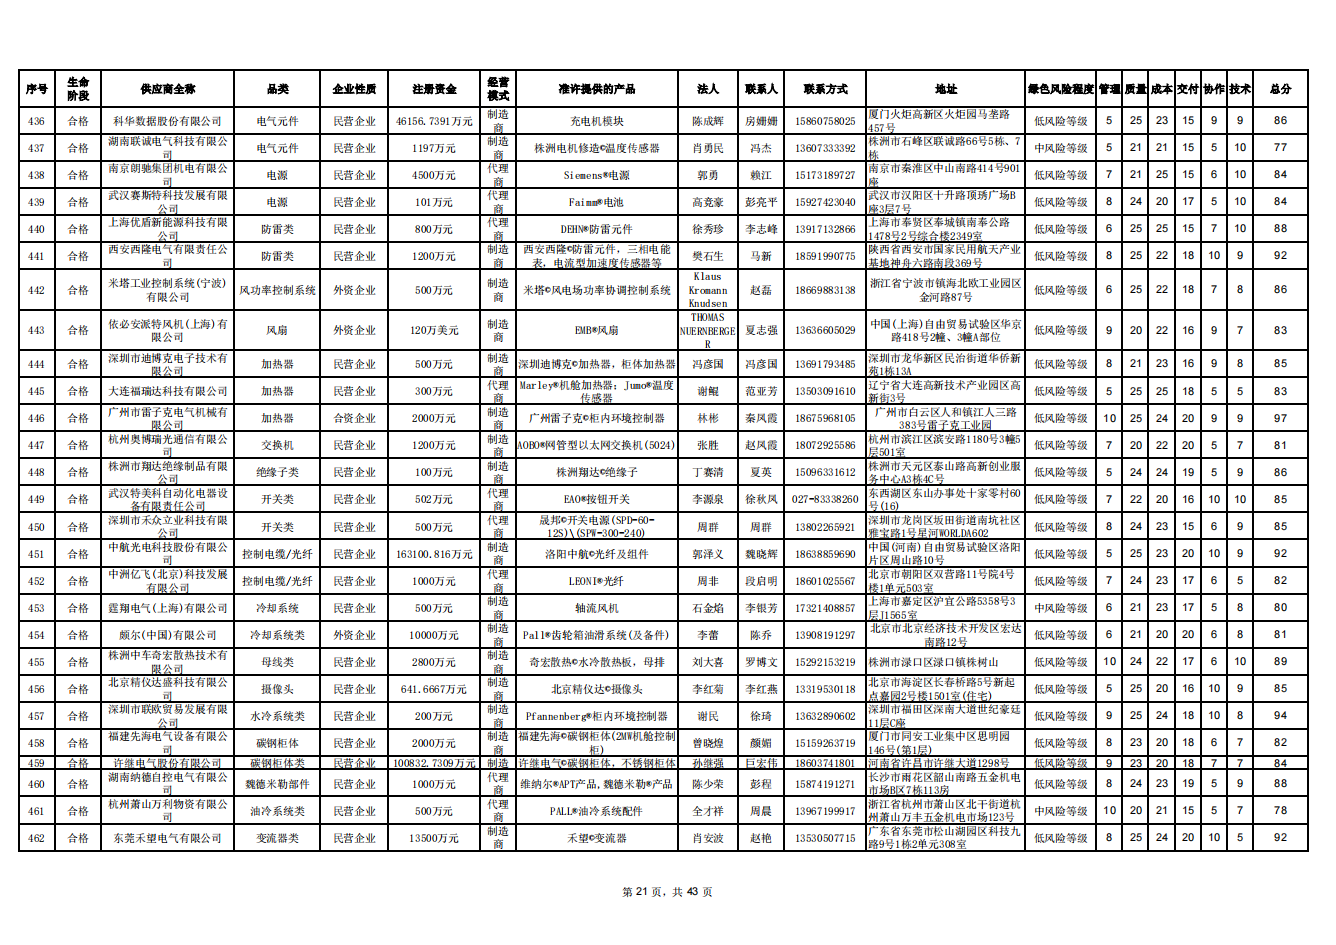 序号 生命阶段 供应商全称 品类 企业性质 注册资金 经营模式 准许提供的产品 法人 联系人 联系方式 地址 绿色风险程度 管理 质量 成本 交付 协作 技术 总分
436 合格 科华数据股份有限公司 电气元件 民营企业 46156.7391万元 制造商 充电机模块 陈成辉 房姗姗 15860758025 厦门火炬高新区火炬园马垄路457号 低风险等级 5 25 23 15 9 9 86
437 合格 湖南联诚电气科技有限公司 电气元件 民营企业 1197万元 制造商 株洲电机修造©温度传感器 肖勇民 冯杰 13607333392 株洲市石峰区联诚路66号5栋、7栋 中风险等级 5 21 21 15 5 10 77
438 合格 南京朗驰集团机电有限公司 电源 民营企业 4500万元 代理商 Siemens®电源 郭勇 赖江 15173189727 南京市秦淮区中山南路414号901座 低风险等级 7 21 25 15 6 10 84
439 合格 武汉赛斯特科技发展有限公司 电源 民营企业 101万元 代理商 Faimm®电池 高竞豪 彭亮平 15927423040 武汉市汉阳区十升路顶琇广场B座3层7号 低风险等级 8 24 20 17 5 10 84
440 合格 上海优盾新能源科技有限公司 防雷类 民营企业 800万元 代理商 DEHN®防雷元件 徐秀珍 李志峰 13917132866 上海市奉贤区奉城镇南奉公路1478号2号综合楼2349室 低风险等级 6 25 25 15 7 10 88
441 合格 西安西隆电气有限责任公司 防雷类 民营企业 1200万元 制造商 西安西隆©防雷元件，三相电能表，电流型加速度传感器等 樊石生 马新 18591990775 陕西省西安市国家民用航天产业基地神舟六路南段369号 低风险等级 8 25 22 18 10 9 92
442 合格 米塔工业控制系统(宁波)有限公司 风功率控制系统 外资企业 500万元 制造商 米塔©风电场功率协调控制系统 Klaus Kromann Knudsen 赵磊 18669883138 浙江省宁波市镇海北欧工业园区金河路87号 低风险等级 6 25 22 18 7 8 86
443 合格 依必安派特风机(上海)有限公司 风扇 外资企业 120万美元 制造商 EMB®风扇 THOMAS NUERNBERGER 夏志强 13636605029 中国(上海)自由贸易试验区华京路418号2幢、3幢A部位 低风险等级 9 20 22 16 9 7 83
444 合格 深圳市迪博克电子技术有限公司 加热器 民营企业 500万元 制造商 深圳迪博克©加热器，柜体加热器 冯彦国 冯彦国 13691793485 深圳市龙华新区民治街道华侨新苑1栋13A 低风险等级 8 21 23 16 9 8 85
445 合格 大连福瑞达科技有限公司 加热器 民营企业 300万元 代理商 Marley®机舱加热器；Jumo®温度传感器 谢鲲 范亚芳 13503091610 辽宁省大连高新技术产业园区高新街3号 低风险等级 5 25 25 18 5 5 83
446 合格 广州市雷子克电气机械有限公司 加热器 合资企业 2000万元 制造商 广州雷子克©柜内环境控制器 林彬 秦凤霞 18675968105 广州市白云区人和镇江人三路383号雷子克工业园 低风险等级 10 25 24 20 9 9 97
447 合格 杭州奥博瑞光通信有限公司 交换机 民营企业 1200万元 制造商 AOBO®网管型以太网交换机(5024) 张胜 赵凤霞 18072925586 杭州市滨江区滨安路1180号3幢5层501室 低风险等级 7 20 22 20 5 7 81
448 合格 株洲市翔达绝缘制品有限公司 绝缘子类 民营企业 100万元 制造商 株洲翔达©绝缘子 丁赛清 夏英 15096331612 株洲市天元区泰山路高新创业服务中心A3栋4C号 低风险等级 5 24 24 19 5 9 86
449 合格 武汉特美科自动化电器设备有限责任公司 开关类 民营企业 502万元 代理商 EAO®按钮开关 李源泉 徐秋凤 027-83338260 东西湖区东山办事处十家零村60号(16) 低风险等级 7 22 20 16 10 10 85
450 合格 深圳市禾众立业科技有限公司 开关类 民营企业 500万元 代理商 晟邦©开关电源(SPD-60-12S)\(SPW-300-240) 周群 周群 13802265921 深圳市龙岗区坂田街道南坑社区雅宝路1号星河WORLDA602 低风险等级 8 24 23 15 6 9 85
451 合格 中航光电科技股份有限公司 控制电缆/光纤 民营企业 163100.816万元 制造商 洛阳中航©光纤及组件 郭泽义 魏晓辉 18638859690 中国(河南)自由贸易试验区洛阳片区周山路10号 低风险等级 5 25 23 20 10 9 92
452 合格 中洲亿飞(北京)科技发展有限公司 控制电缆/光纤 民营企业 1000万元 代理商 LEONI®光纤 周非 段启明 18601025567 北京市朝阳区双营路11号院4号楼1单元503室 低风险等级 7 24 23 17 6 5 82
453 合格 霆翔电气(上海)有限公司 冷却系统 民营企业 500万元 制造商 轴流风机 石金焰 李银芳 17321408857 上海市嘉定区沪宜公路5358号3层J1565室 中风险等级 6 21 23 17 5 8 80
454 合格 颇尔(中国)有限公司 冷却系统类 外资企业 10000万元 制造商 Pall®齿轮箱油滑系统(及备件) 李蕾 陈乔 13908191297 北京市北京经济技术开发区宏达南路12号 低风险等级 6 21 20 20 6 8 81
455 合格 株洲中车奇宏散热技术有限公司 母线类 民营企业 2800万元 制造商 奇宏散热©水冷散热板，母排 刘大喜 罗博文 15292153219 株洲市渌口区渌口镇株树山 低风险等级 10 24 22 17 6 10 89
456 合格 北京精仪达盛科技有限公司 摄像头 民营企业 641.6667万元 制造商 北京精仪达©摄像头 李红菊 李红燕 13319530118 北京市海淀区长春桥路5号新起点嘉园2号楼1501室(住宅) 低风险等级 5 25 20 16 10 9 85
457 合格 深圳市联欧贸易发展有限公司 水冷系统类 民营企业 200万元 制造商 Pfannenberg®柜内环境控制器 谢民 徐琦 13632890602 深圳市福田区深南大道世纪豪廷11层C座 低风险等级 9 25 24 18 10 8 94
458 合格 福建先海电气设备有限公司 碳钢柜体 民营企业 2000万元 制造商 福建先海©碳钢柜体(2MW机舱控制柜) 曾晓煌 颜媚 15159263719 厦门市同安工业集中区思明园146号(第1层) 低风险等级 8 23 20 18 6 7 82
459 合格 许继电气股份有限公司 碳钢柜体类 民营企业 100832.7309万元 制造 许继电气©碳钢柜体，不锈钢柜体 孙继强 巨宏伟 18603741801 河南省许昌市许继大道1298号 低风险等级 9 23 20 18 7 7 84
460 合格 湖南纳德自控电气有限公司 魏德米勒部件 民营企业 1000万元 代理商 维纳尔®APT产品,魏德米勒®产品 陈少荣 彭程 15874191271 长沙市雨花区韶山南路五金机电市场B区7栋113房 低风险等级 8 24 23 19 5 9 88
461 合格 杭州萧山万利物资有限公司 油冷系统类 民营企业 500万元 代理商 PALL®油冷系统配件 全才祥 周晨 13967199917 浙江省杭州市萧山区北干街道杭州萧山万丰五金机电市场123号 中风险等级 10 20 21 15 5 7 78
462 合格 东莞禾望电气有限公司 变流器类 民营企业 13500万元 制造商 禾望©变流器 肖安波 赵艳 13530507715 广东省东莞市松山湖园区科技九路9号1栋2单元308室 低风险等级 8 25 24 20 10 5 92
第 21 页，共 43 页